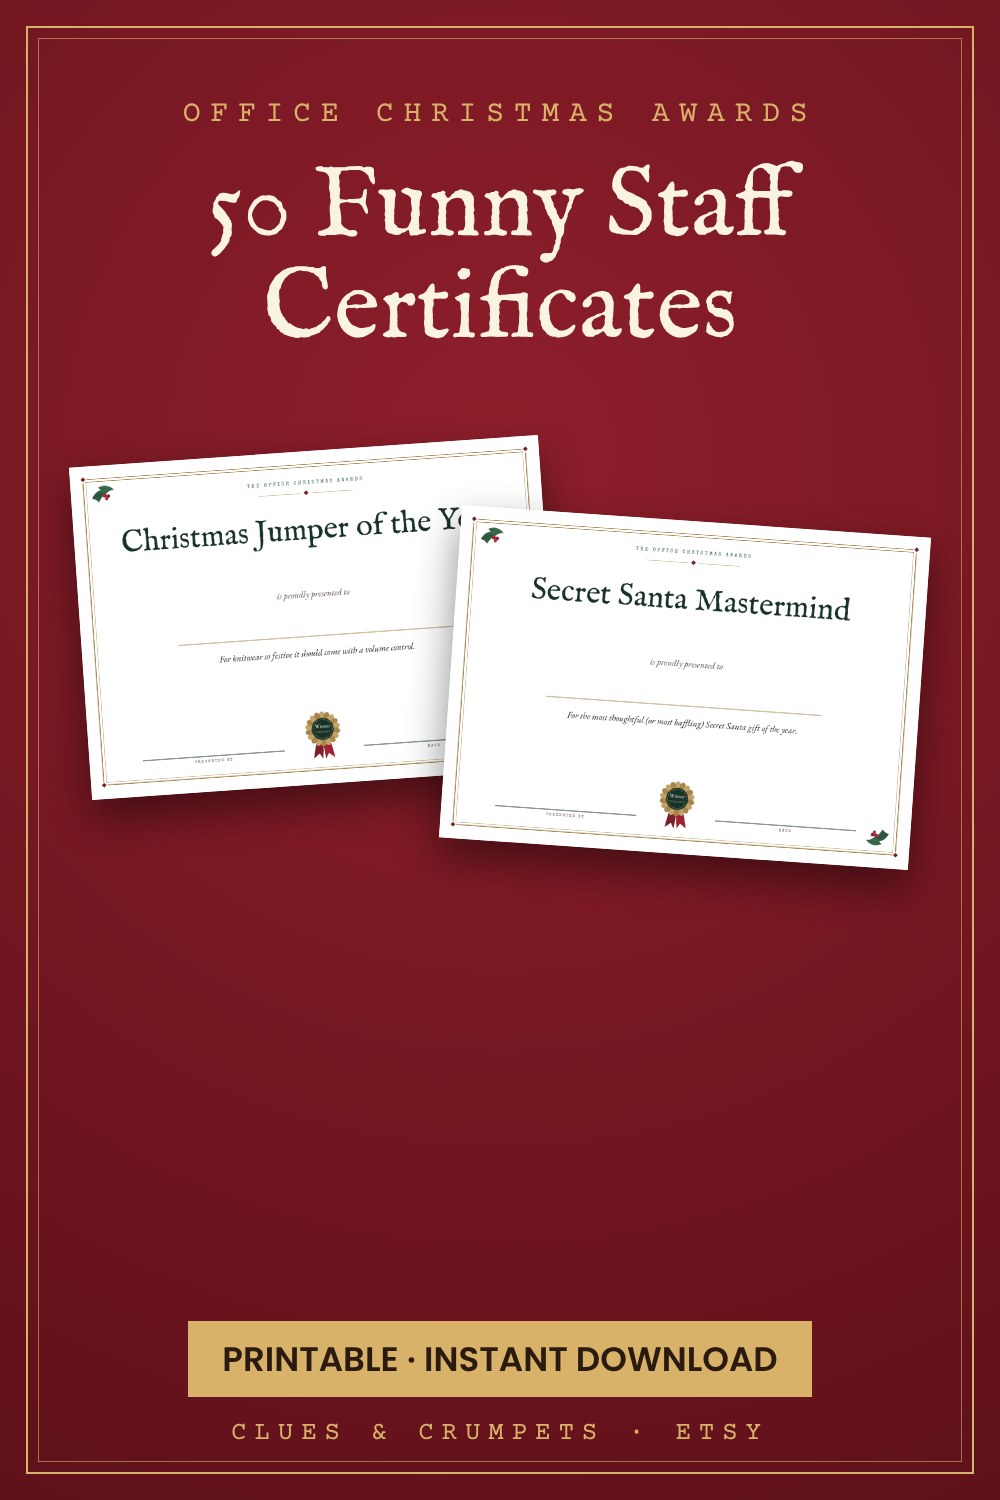 OFFICE CHRISTMAS AWARDS
50 Funny Staff
Certificates
THE OFFICE CHRISTMAS AWARDS
Christmas Jumper of the
is proudly presented to
For knitwear so festive it should come with a volume control.
Winner
PRESENTED BY
DATE
THE OFFICE CHRISTMAS AWARDS
Secret Santa Mastermind
is proudly presented to
For the most thoughtful (or most baffling) Secret Santa gift of the year.
Winner
PRESENTED BY
DATE
PRINTABLE · INSTANT DOWNLOAD
CLUES & CRUMPETS · ETSY